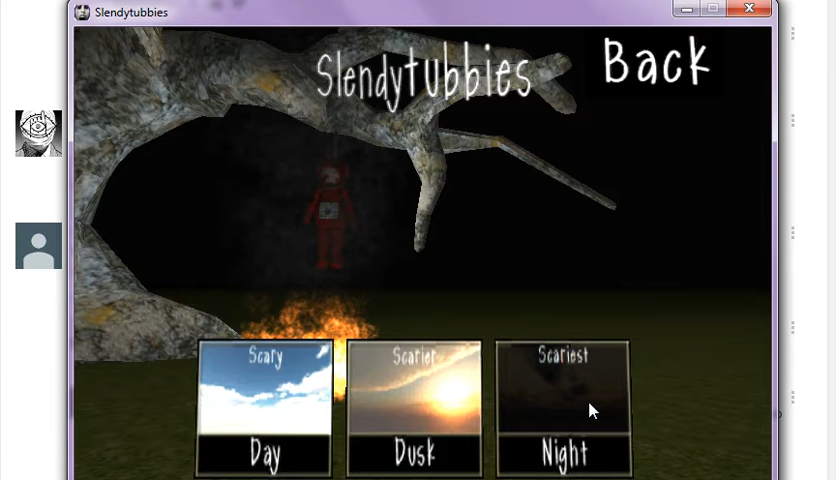 Slendytubbies
Slendytubbies
Back
Scary
Day
Scarier
Dusk
Scariest
Night